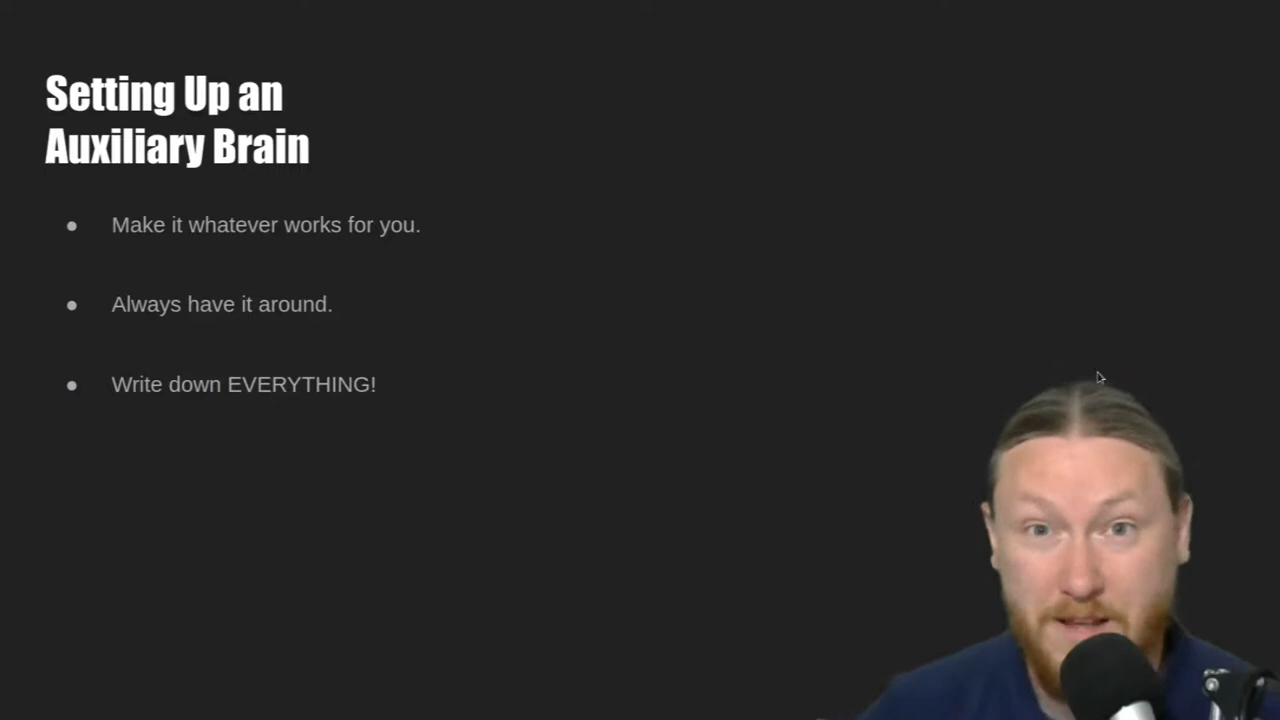 Setting Up an
Auxiliary Brain
● Make it whatever works for you.
● Always have it around.
● Write down EVERYTHING!